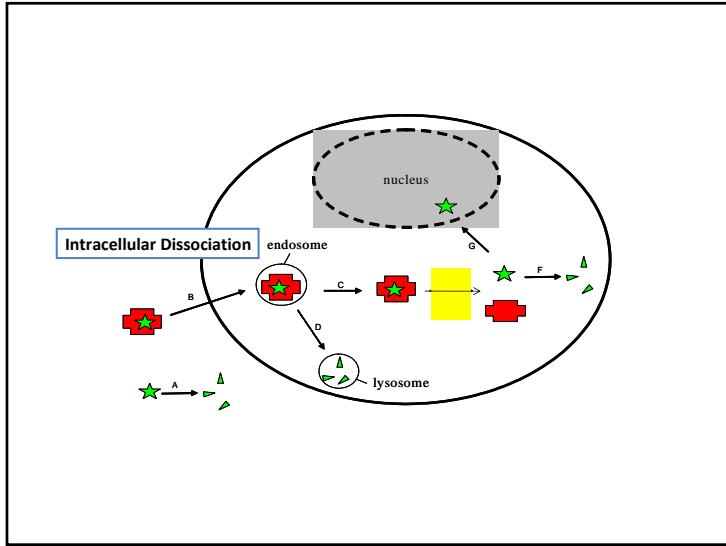 nucleus
G
Intracellular Dissociation
endosome
F
C
B
D
lysosome
A